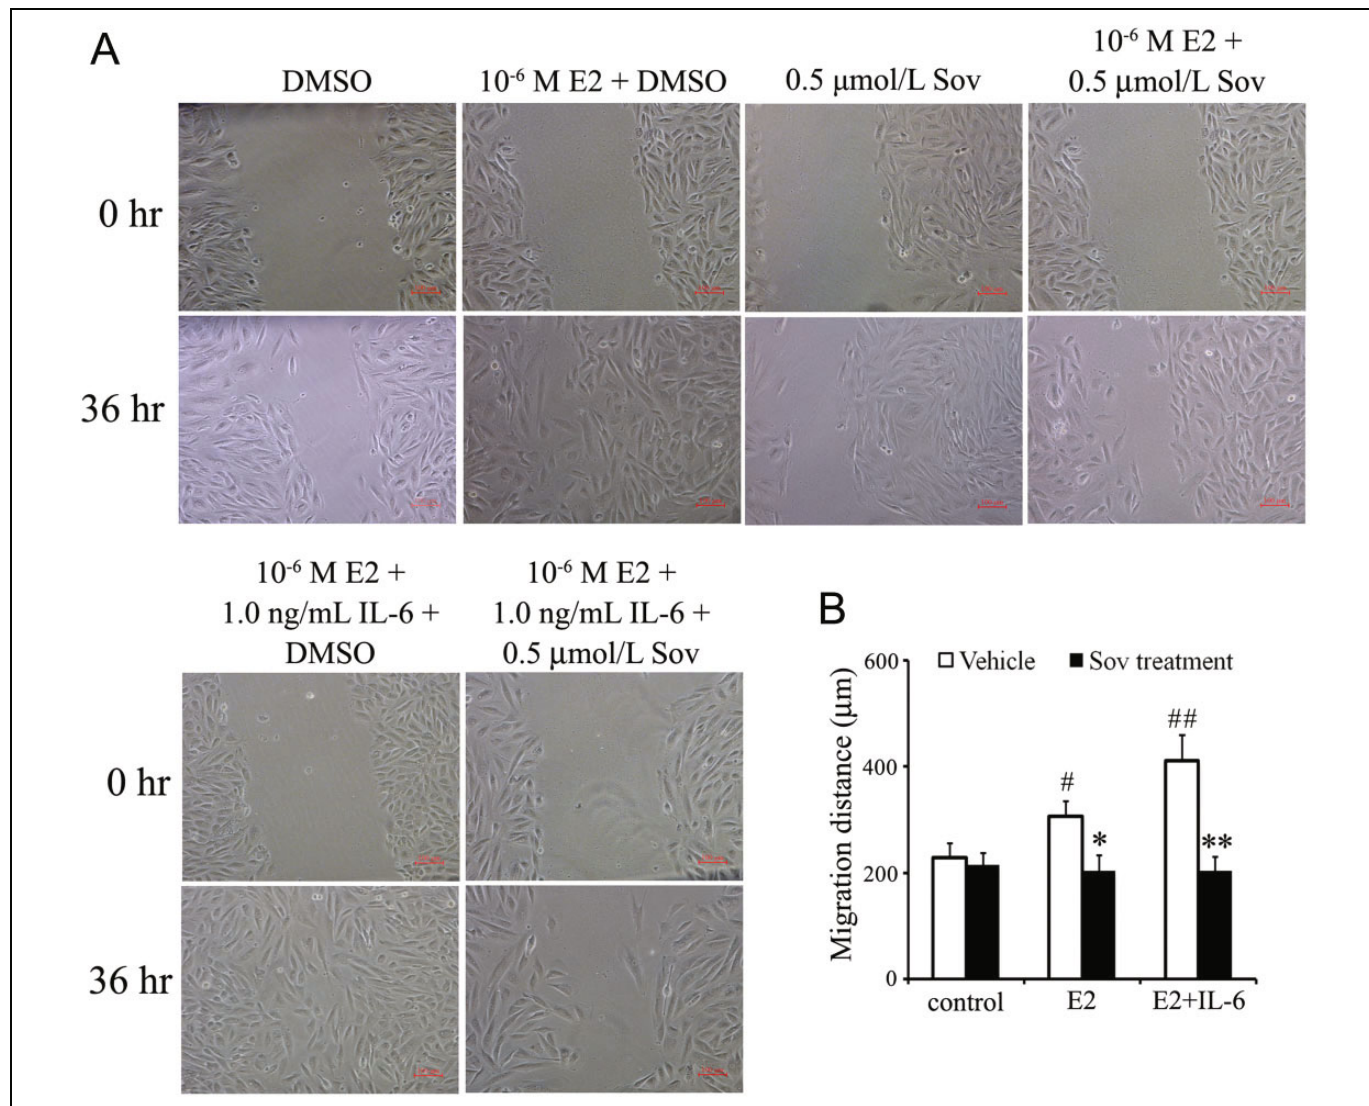 A
DMSO
10⁻⁶ M E2 + DMSO
0.5 μmol/L Sov
10⁻⁶ M E2 +
0.5 μmol/L Sov
0 hr
36 hr
10⁻⁶ M E2 +
1.0 ng/mL IL-6 +
DMSO
10⁻⁶ M E2 +
1.0 ng/mL IL-6 +
0.5 μmol/L Sov
0 hr
36 hr
B
Migration distance (μm)
600
400
200
0
Vehicle
Sov treatment
#
*
##
**
control
E2
E2+IL-6